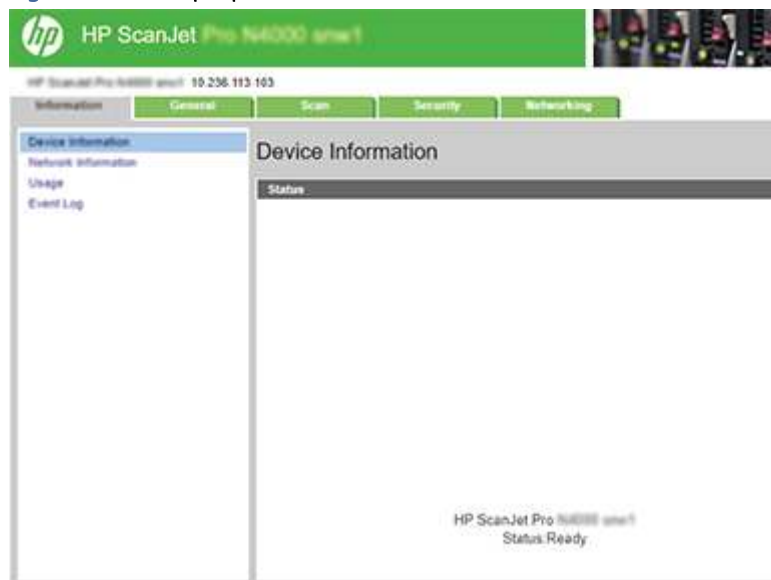 hp HP ScanJet Pro N4000 snw1
HP ScanJet Pro N4000 snw1 10.236.113.103
Information General Scan Security Networking
Device Information
Network Information
Usage
Event Log
Device Information
Status
HP ScanJet Pro N4000 snw1
Status:Ready